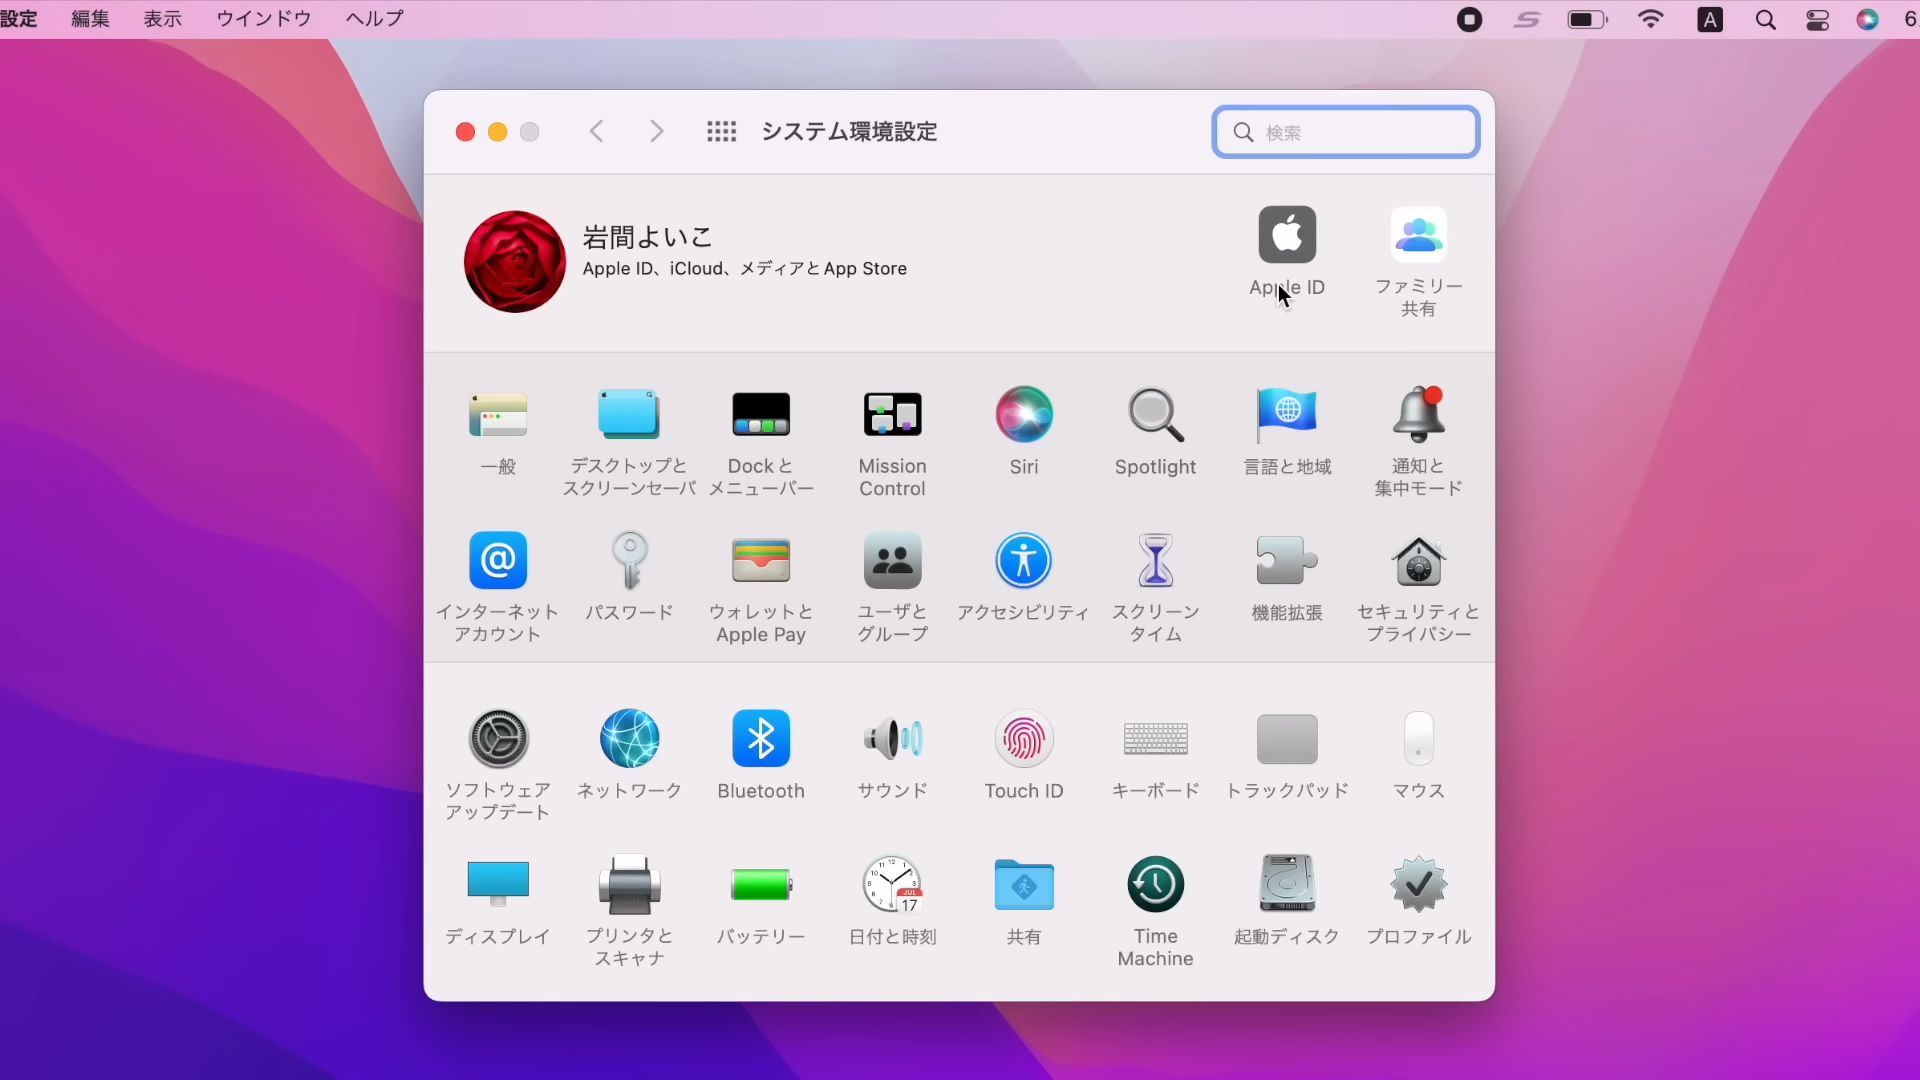 設定 編集 表示 ウインドウ ヘルプ A 6
システム環境設定 検索
岩間よいこ
Apple ID、iCloud、メディアと App Store
Apple ID
ファミリー
共有
一般
デスクトップと
スクリーンセーバ
Dockと
メニューバー
Mission
Control
Siri
Spotlight
言語と地域
通知と
集中モード
@
インターネット
アカウント
パスワード
ウォレットと
Apple Pay
ユーザと
グループ
アクセシビリティ
スクリーン
タイム
機能拡張
セキュリティと
プライバシー
ソフトウェア
アップデート
ネットワーク
Bluetooth
サウンド
Touch ID
キーボード
トラックパッド
マウス
ディスプレイ
プリンタと
スキャナ
バッテリー
JUL
17
日付と時刻
共有
Time
Machine
起動ディスク
プロファイル